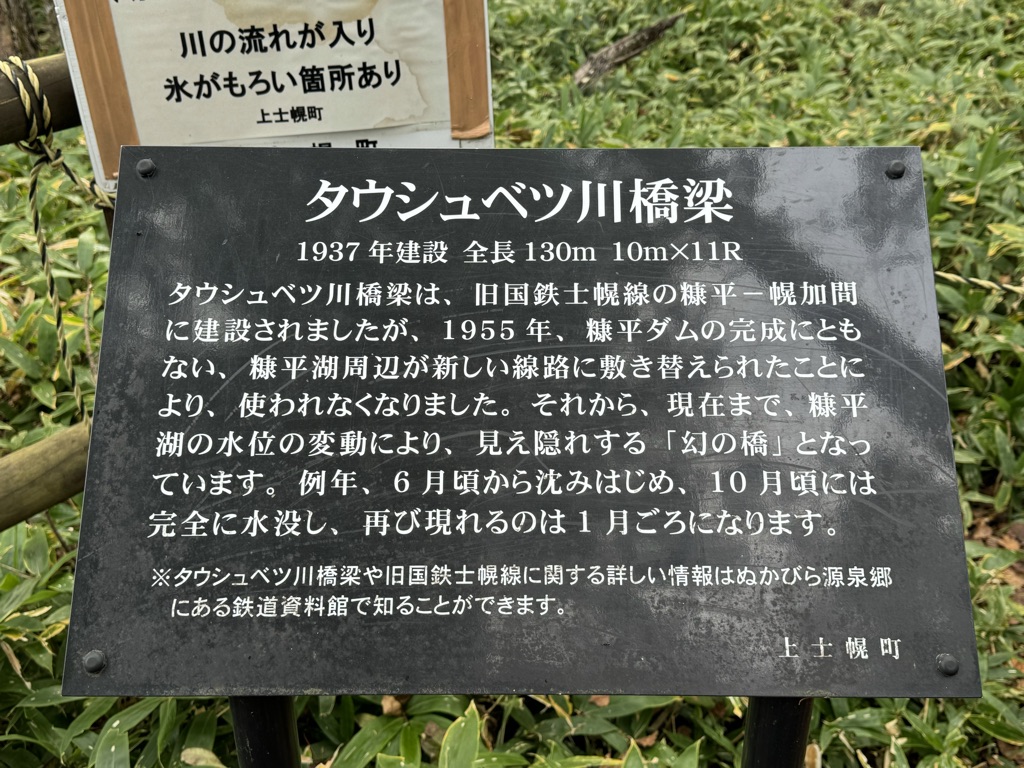 川の流れが入り
氷がもろい箇所あり
上士幌町
タウシュベツ川橋梁
1937年建設 全長130m 10m×11R
タウシュベツ川橋梁は、旧国鉄士幌線の糠平－幌加間
に建設されましたが、1955年、糠平ダムの完成にとも
ない、糠平湖周辺が新しい線路に敷き替えられたことに
より、使われなくなりました。それから、現在まで、糠平
湖の水位の変動により、見え隠れする「幻の橋」となっ
ています。例年、6月頃から沈みはじめ、10月頃には
完全に水没し、再び現れるのは1月ごろになります。
※タウシュベツ川橋梁や旧国鉄士幌線に関する詳しい情報はぬかびら源泉郷
にある鉄道資料館で知ることができます。
上士幌町